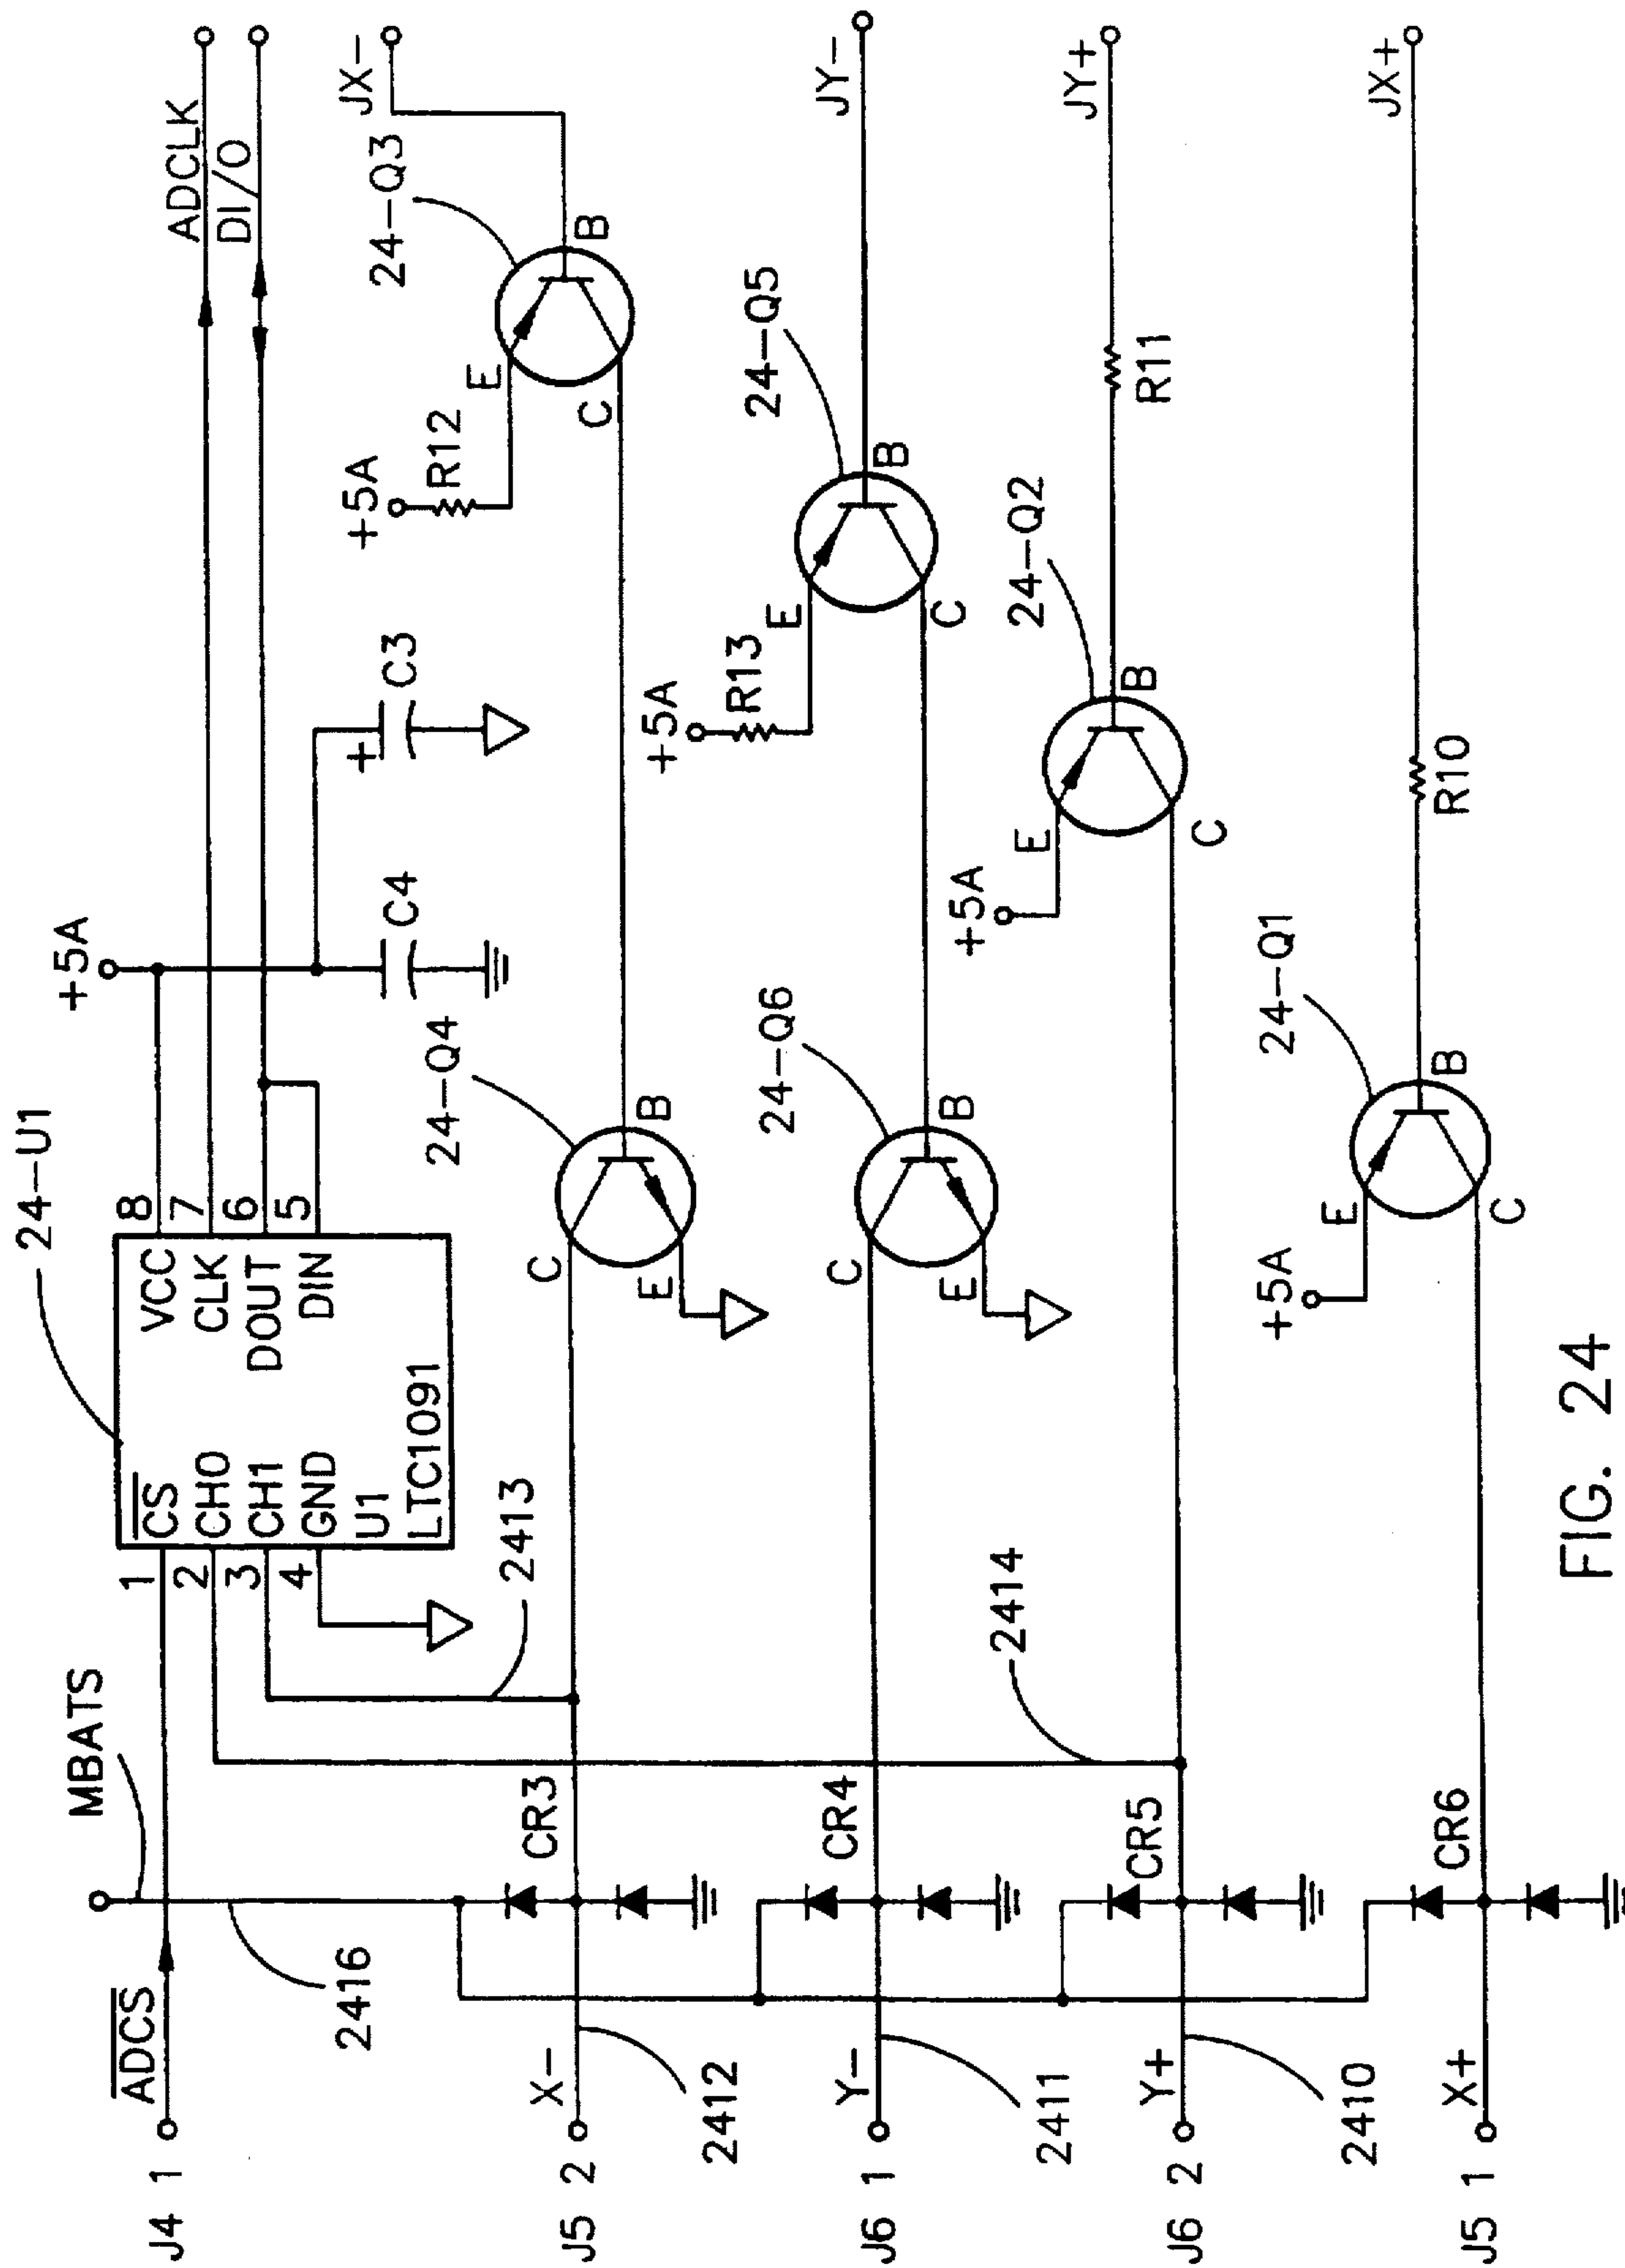 24-U1
+5A
ADCLK
DI/O
JX-
24-Q3
B
E
C
+5A
R12
C3
+
C4
24-Q4
8
7
6
5
VCC
CLK
DOUT
DIN
CS
CH0
CH1
GND
U1
LTC1091
1
2
3
4
2413
MBATS
ADCS
2416
J4 1
B
C
E
CR3
X-
2412
J5 2
JY-
24-Q5
B
E
C
+5A
R13
24-Q6
B
C
E
CR4
Y-
2411
J6 1
JY+
R11
24-Q2
B
E
C
+5A
2414
CR5
Y+
2410
J6 2
JX+
R10
24-Q1
B
E
C
+5A
CR6
X+
J5 1
FIG. 24